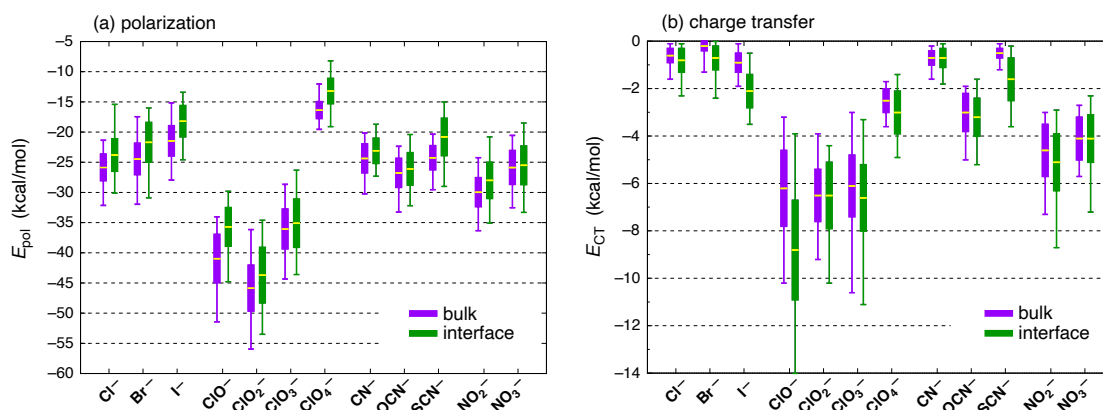 (a) polarization
E_pol (kcal/mol)
−5
−10
−15
−20
−25
−30
−35
−40
−45
−50
−55
−60
bulk
interface
Cl⁻ Br⁻ I⁻ ClO⁻ ClO₂⁻ ClO₃⁻ ClO₄⁻ CN⁻ OCN⁻ SCN⁻ NO₂⁻ NO₃⁻
(b) charge transfer
E_CT (kcal/mol)
0
−2
−4
−6
−8
−10
−12
−14
bulk
interface
Cl⁻ Br⁻ I⁻ ClO⁻ ClO₂⁻ ClO₃⁻ ClO₄⁻ CN⁻ OCN⁻ SCN⁻ NO₂⁻ NO₃⁻